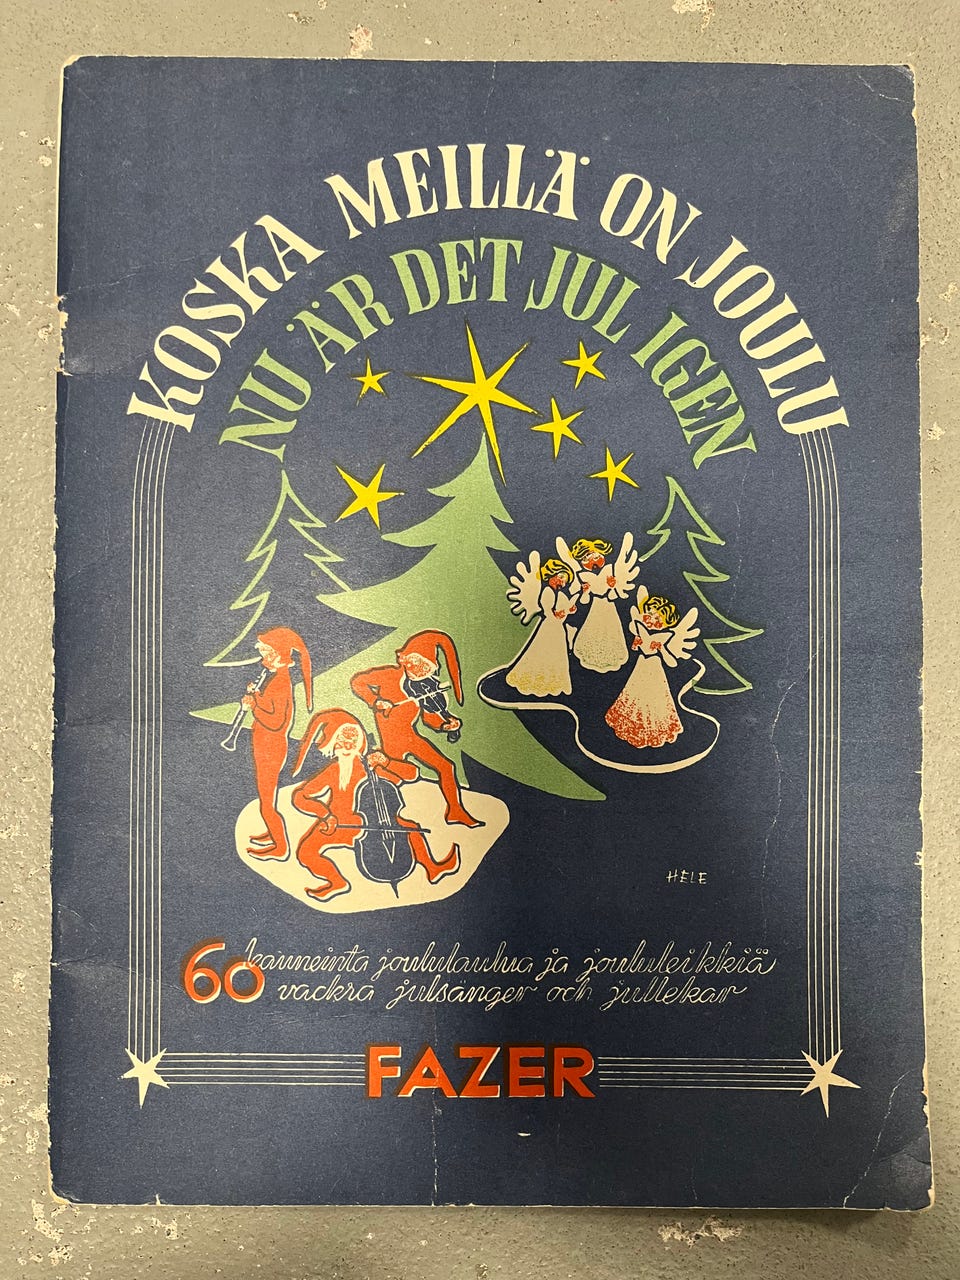 KOSKA MEILLÄ ON JOULU
NU ÄR DET JUL IGEN
HELE
60 kauneinta joululaulua ja joululeikkiä
vackra julsånger och jullekar
FAZER